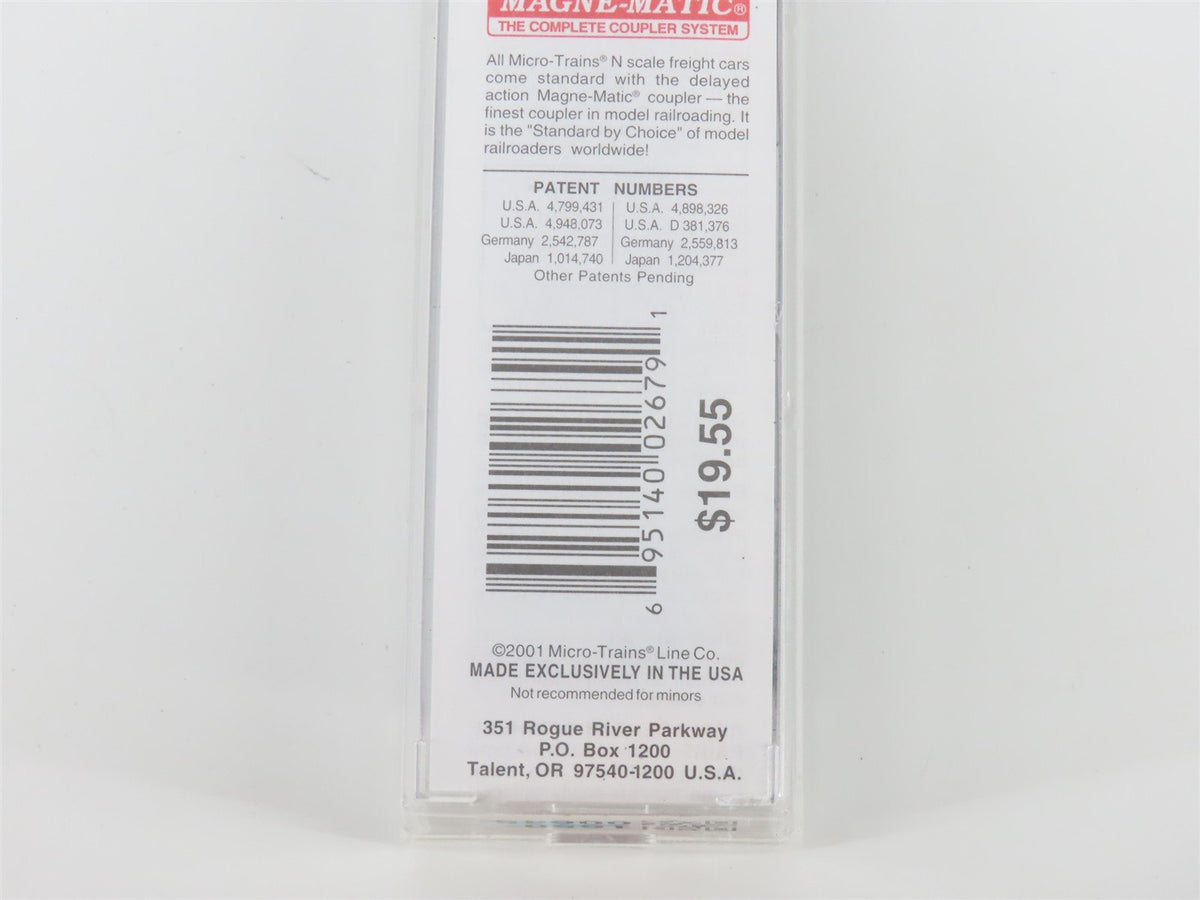 MAGNE-MATIC®
THE COMPLETE COUPLER SYSTEM
All Micro-Trains® N scale freight cars
come standard with the delayed
action Magne-Matic® coupler — the
finest coupler in model railroading. It
is the "Standard by Choice" of model
railroaders worldwide!
PATENT NUMBERS
U.S.A. 4,799,431 U.S.A. 4,898,326
U.S.A. 4,948,073 U.S.A. D 381,376
Germany 2,542,787 Germany 2,559,813
Japan 1,014,740 Japan 1,204,377
Other Patents Pending
6 95140 02679 1
$19.55
©2001 Micro-Trains® Line Co.
MADE EXCLUSIVELY IN THE USA
Not recommended for minors
351 Rogue River Parkway
P.O. Box 1200
Talent, OR 97540-1200 U.S.A.